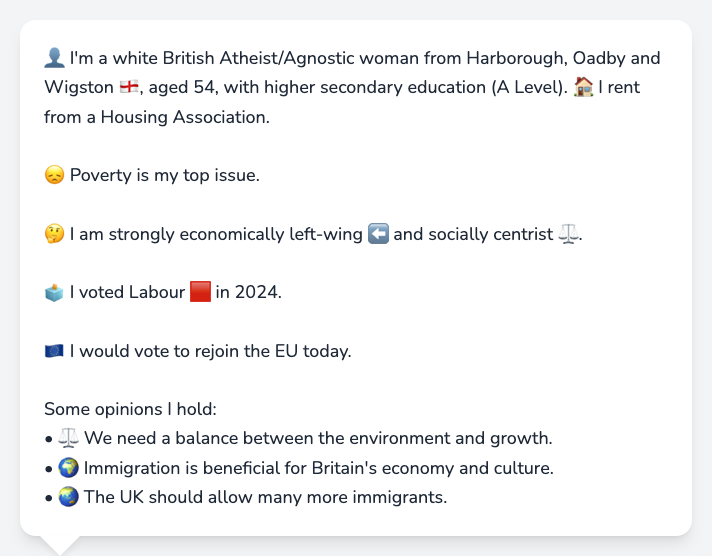 👤 I'm a white British Atheist/Agnostic woman from Harborough, Oadby and
Wigston 🏴󠁧󠁢󠁥󠁮󠁧󠁿, aged 54, with higher secondary education (A Level). 🏠 I rent
from a Housing Association.
😞 Poverty is my top issue.
🤔 I am strongly economically left-wing ⬅️ and socially centrist ⚖️.
🗳️ I voted Labour 🟥 in 2024.
🇪🇺 I would vote to rejoin the EU today.
Some opinions I hold:
• ⚖️ We need a balance between the environment and growth.
• 🌍 Immigration is beneficial for Britain's economy and culture.
• 🌏 The UK should allow many more immigrants.